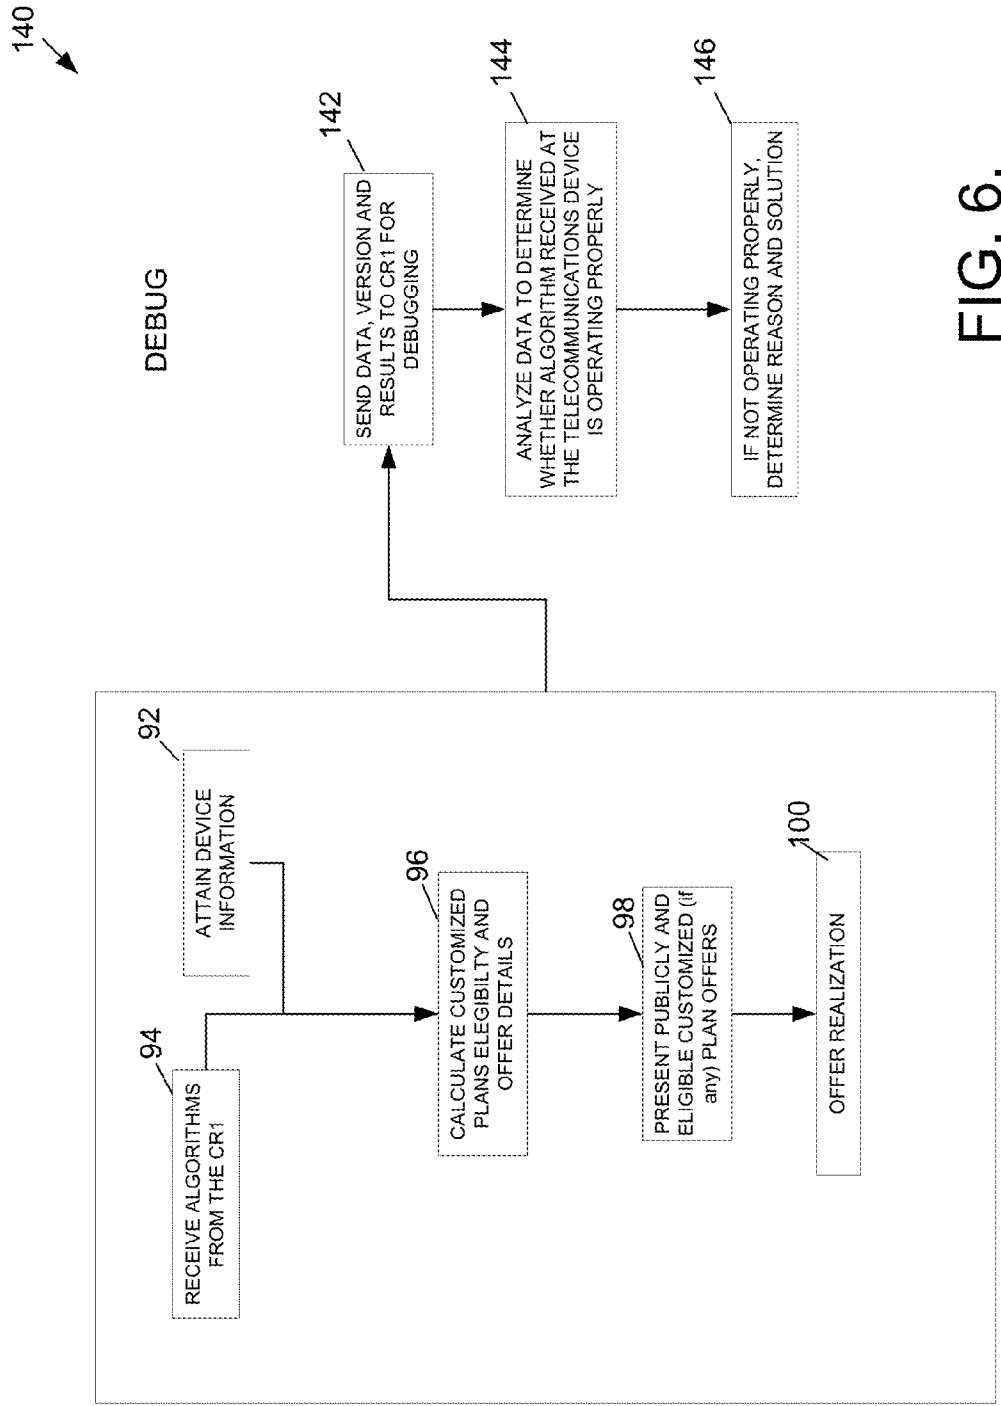 140
DEBUG
94
RECEIVE ALGORITHMS
FROM THE CR1
92
ATTAIN DEVICE
INFORMATION
96
CALCULATE CUSTOMIZED
PLANS ELEGIBILTY AND
OFFER DETAILS
98
PRESENT PUBLICLY AND
ELIGIBLE CUSTOMIZED (if
any) PLAN OFFERS
100
OFFER REALIZATION
142
SEND DATA, VERSION AND
RESULTS TO CR1 FOR
DEBUGGING
144
ANALYZE DATA TO DETERMINE
WHETHER ALGORITHM RECEIVED AT
THE TELECOMMUNICATIONS DEVICE
IS OPERATING PROPERLY
146
IF NOT OPERATING PROPERLY,
DETERMINE REASON AND SOLUTION
FIG. 6.